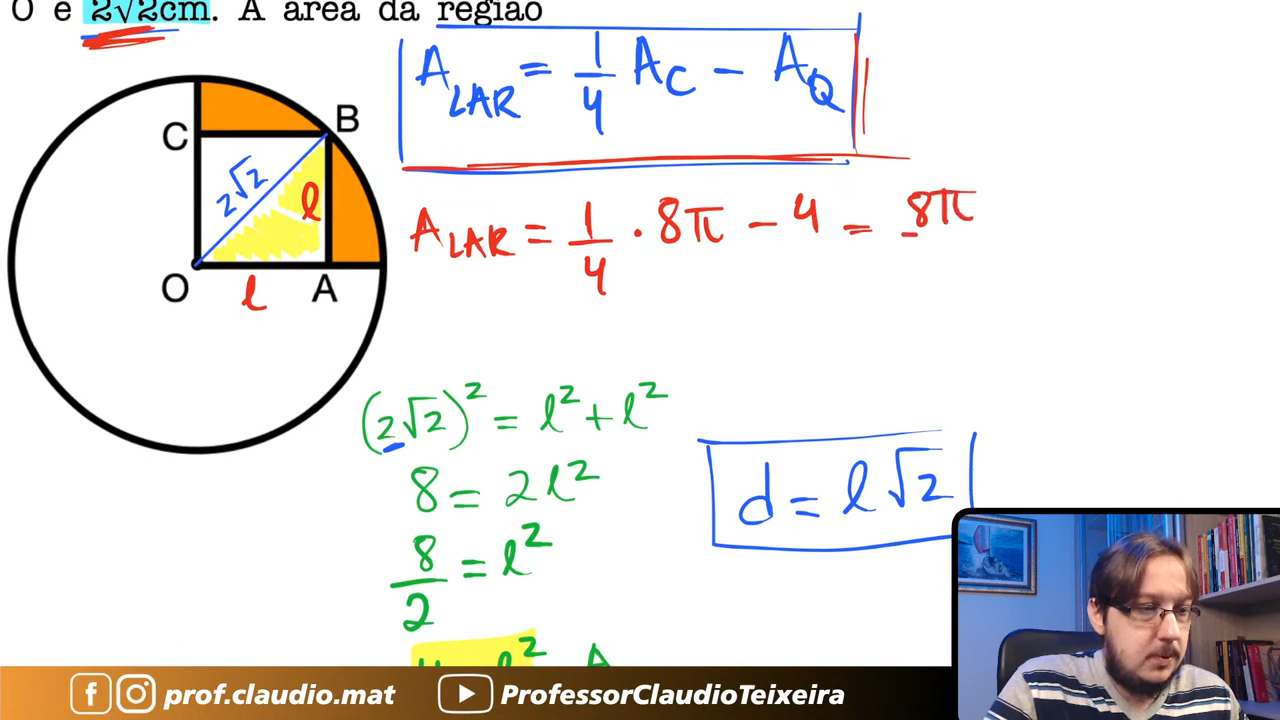 O é 2√2cm. A área da região
A_LAR = 1/4 A_C − A_Q
C
B
2√2
l
O
l
A
A_LAR = 1/4 · 8π − 4 = 8π
(2√2)² = l² + l²
8 = 2l²
8/2 = l²
d = l√2
prof.claudio.mat
ProfessorClaudioTeixeira